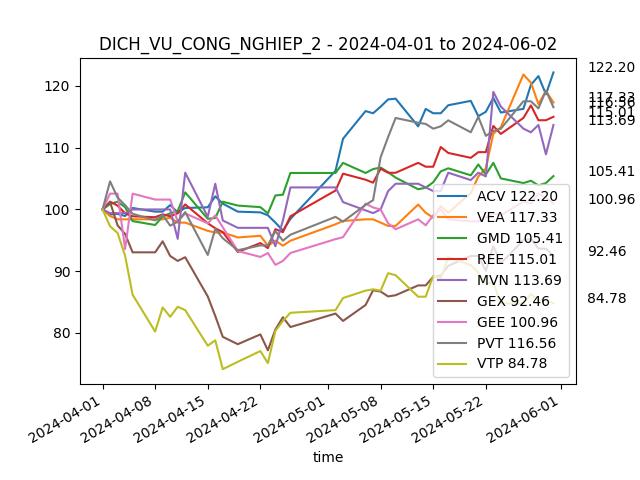 DICH_VU_CONG_NGHIEP_2 - 2024-04-01 to 2024-06-02
120
110
100
90
80
122.20
117.33
116.56
115.01
113.69
105.41
100.96
92.46
84.78
ACV 122.20
VEA 117.33
GMD 105.41
REE 115.01
MVN 113.69
GEX 92.46
GEE 100.96
PVT 116.56
VTP 84.78
2024-04-01
2024-04-08
2024-04-15
2024-04-22
2024-05-01
2024-05-08
2024-05-15
2024-05-22
2024-06-01
time